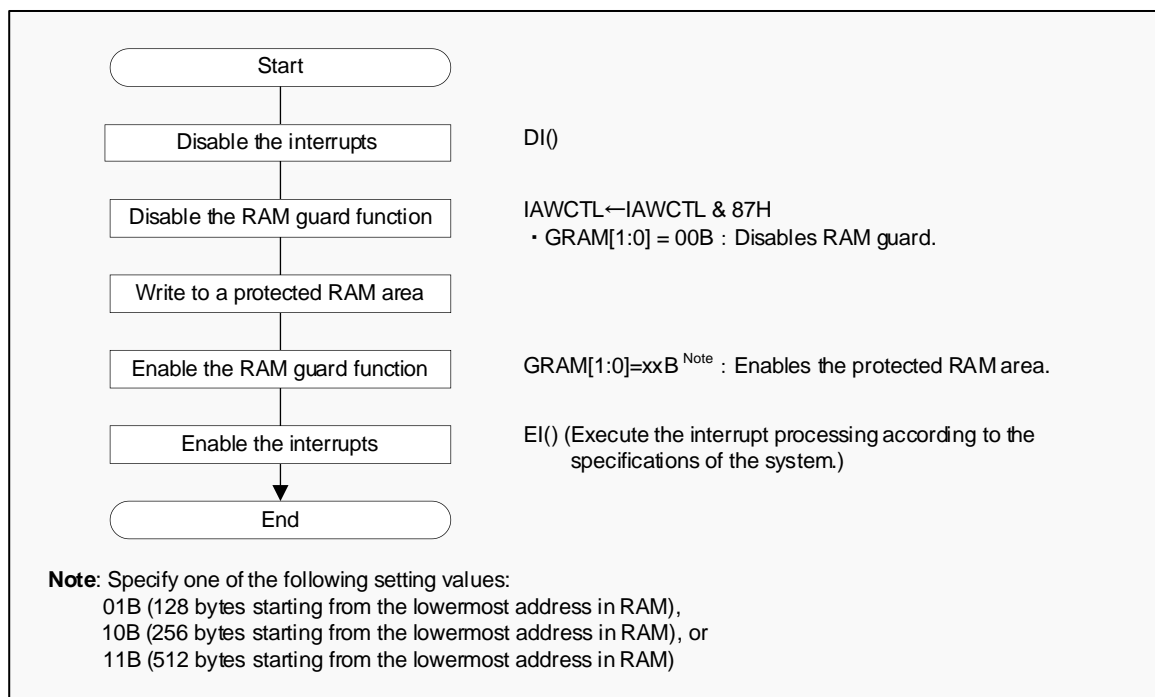 Start
Disable the interrupts
DI()
Disable the RAM guard function
IAWCTL←IAWCTL & 87H
・GRAM[1:0] = 00B：Disables RAM guard.
Write to a protected RAM area
Enable the RAM guard function
GRAM[1:0]=xxB Note：Enables the protected RAM area.
Enable the interrupts
EI() (Execute the interrupt processing according to the
specifications of the system.)
End
Note: Specify one of the following setting values:
01B (128 bytes starting from the lowermost address in RAM),
10B (256 bytes starting from the lowermost address in RAM), or
11B (512 bytes starting from the lowermost address in RAM)